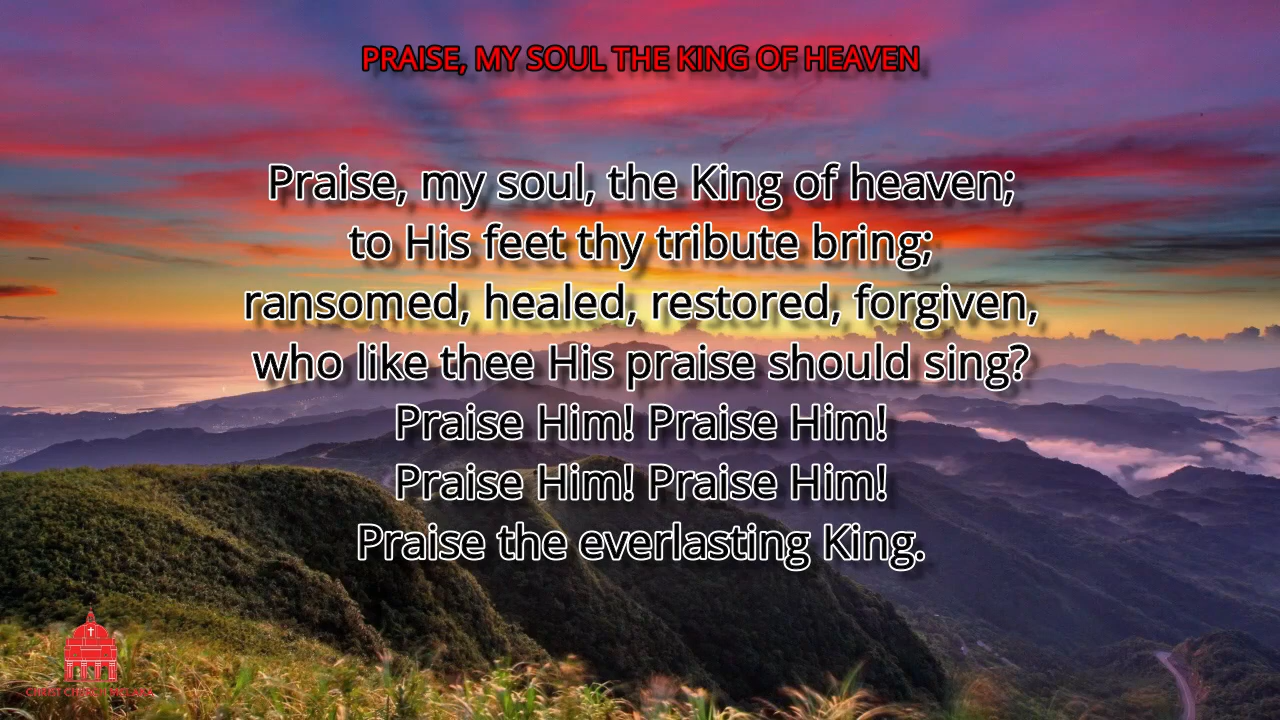 PRAISE, MY SOUL THE KING OF HEAVEN
Praise, my soul, the King of heaven;
to His feet thy tribute bring;
ransomed, healed, restored, forgiven,
who like thee His praise should sing?
Praise Him! Praise Him!
Praise Him! Praise Him!
Praise the everlasting King.
CHRIST CHURCH